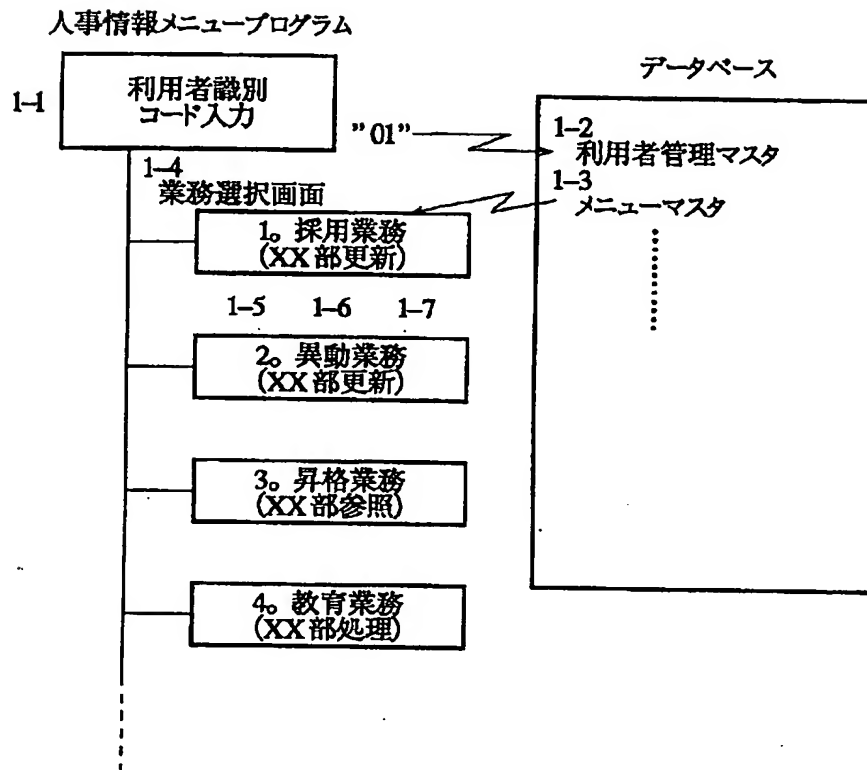 人事情報メニュープログラム
1-1
利用者識別
コード入力
"01"
データベース
1-2
利用者管理マスタ
1-3
メニューマスタ
1-4
業務選択画面
1。採用業務
(XX部更新)
1-5 1-6 1-7
2。異動業務
(XX部更新)
3。昇格業務
(XX部参照)
4。教育業務
(XX部処理)